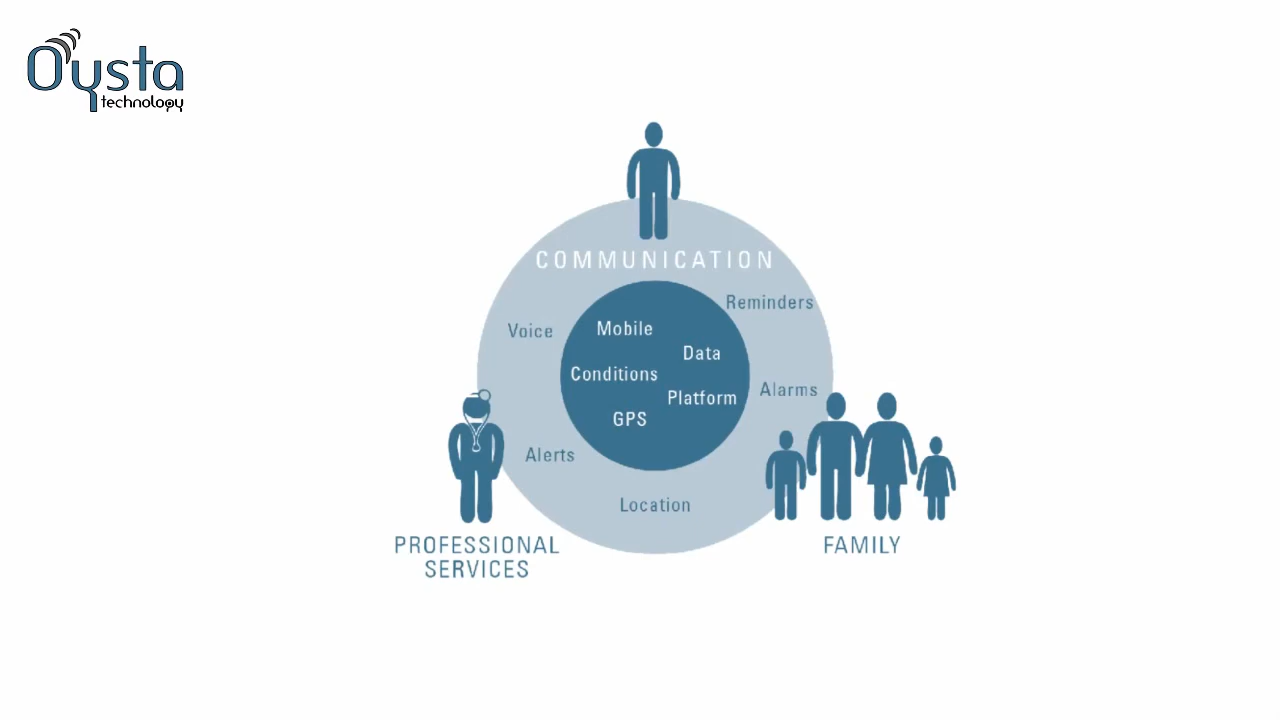 O'ysta
technology
COMMUNICATION
Reminders
Voice
Mobile
Data
Conditions
Platform
Alarms
GPS
Alerts
Location
PROFESSIONAL
SERVICES
FAMILY